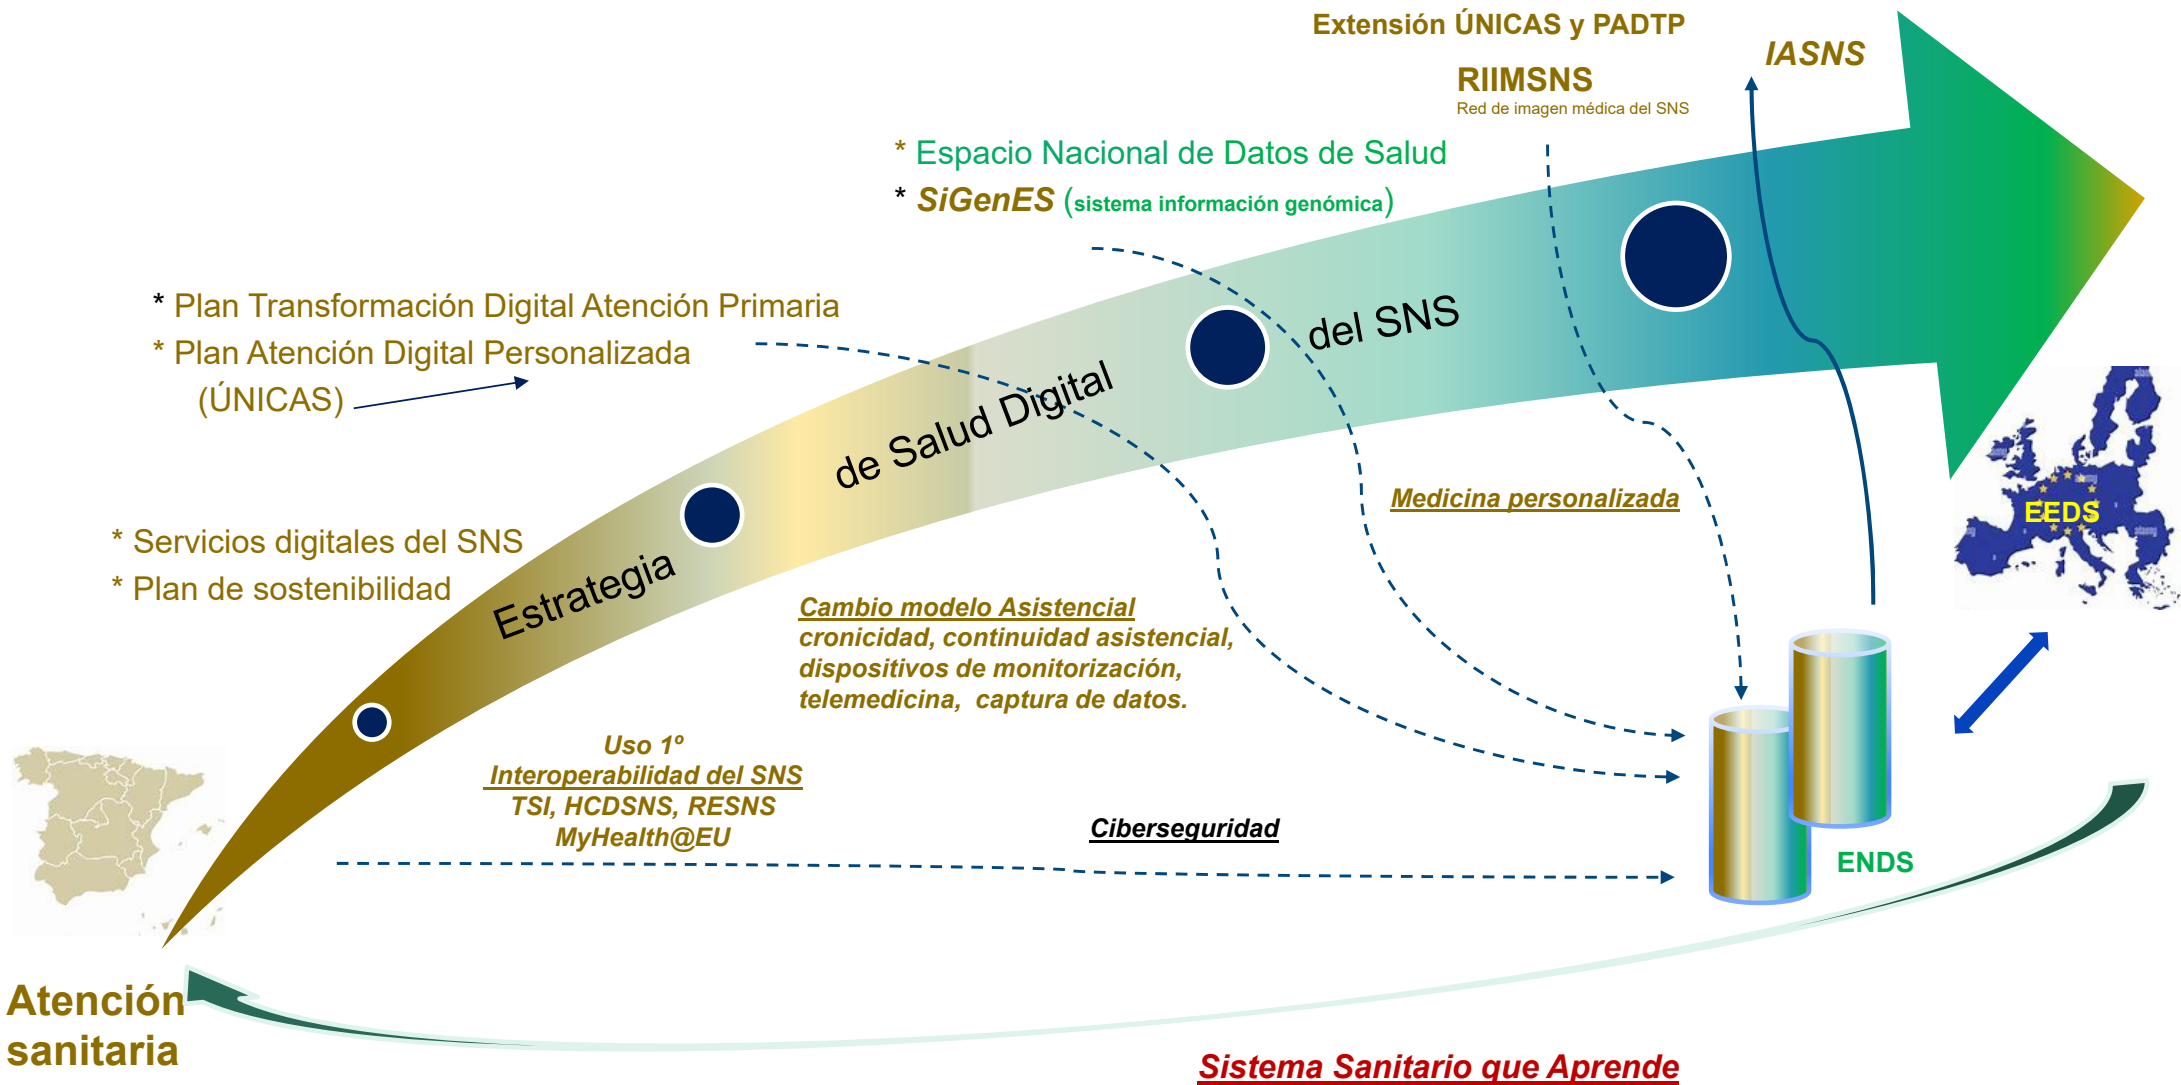 Extensión ÚNICAS y PADTP
IASNS
RIIMSNS
Red de imagen médica del SNS
* Espacio Nacional de Datos de Salud
* SiGenES (sistema información genómica)
* Plan Transformación Digital Atención Primaria
* Plan Atención Digital Personalizada
(ÚNICAS)
* Servicios digitales del SNS
* Plan de sostenibilidad
Estrategia de Salud Digital del SNS
Medicina personalizada
EEDS
Cambio modelo Asistencial
cronicidad, continuidad asistencial,
dispositivos de monitorización,
telemedicina, captura de datos.
Uso 1º
Interoperabilidad del SNS
TSI, HCDSNS, RESNS
MyHealth@EU
Ciberseguridad
ENDS
Atención
sanitaria
Sistema Sanitario que Aprende